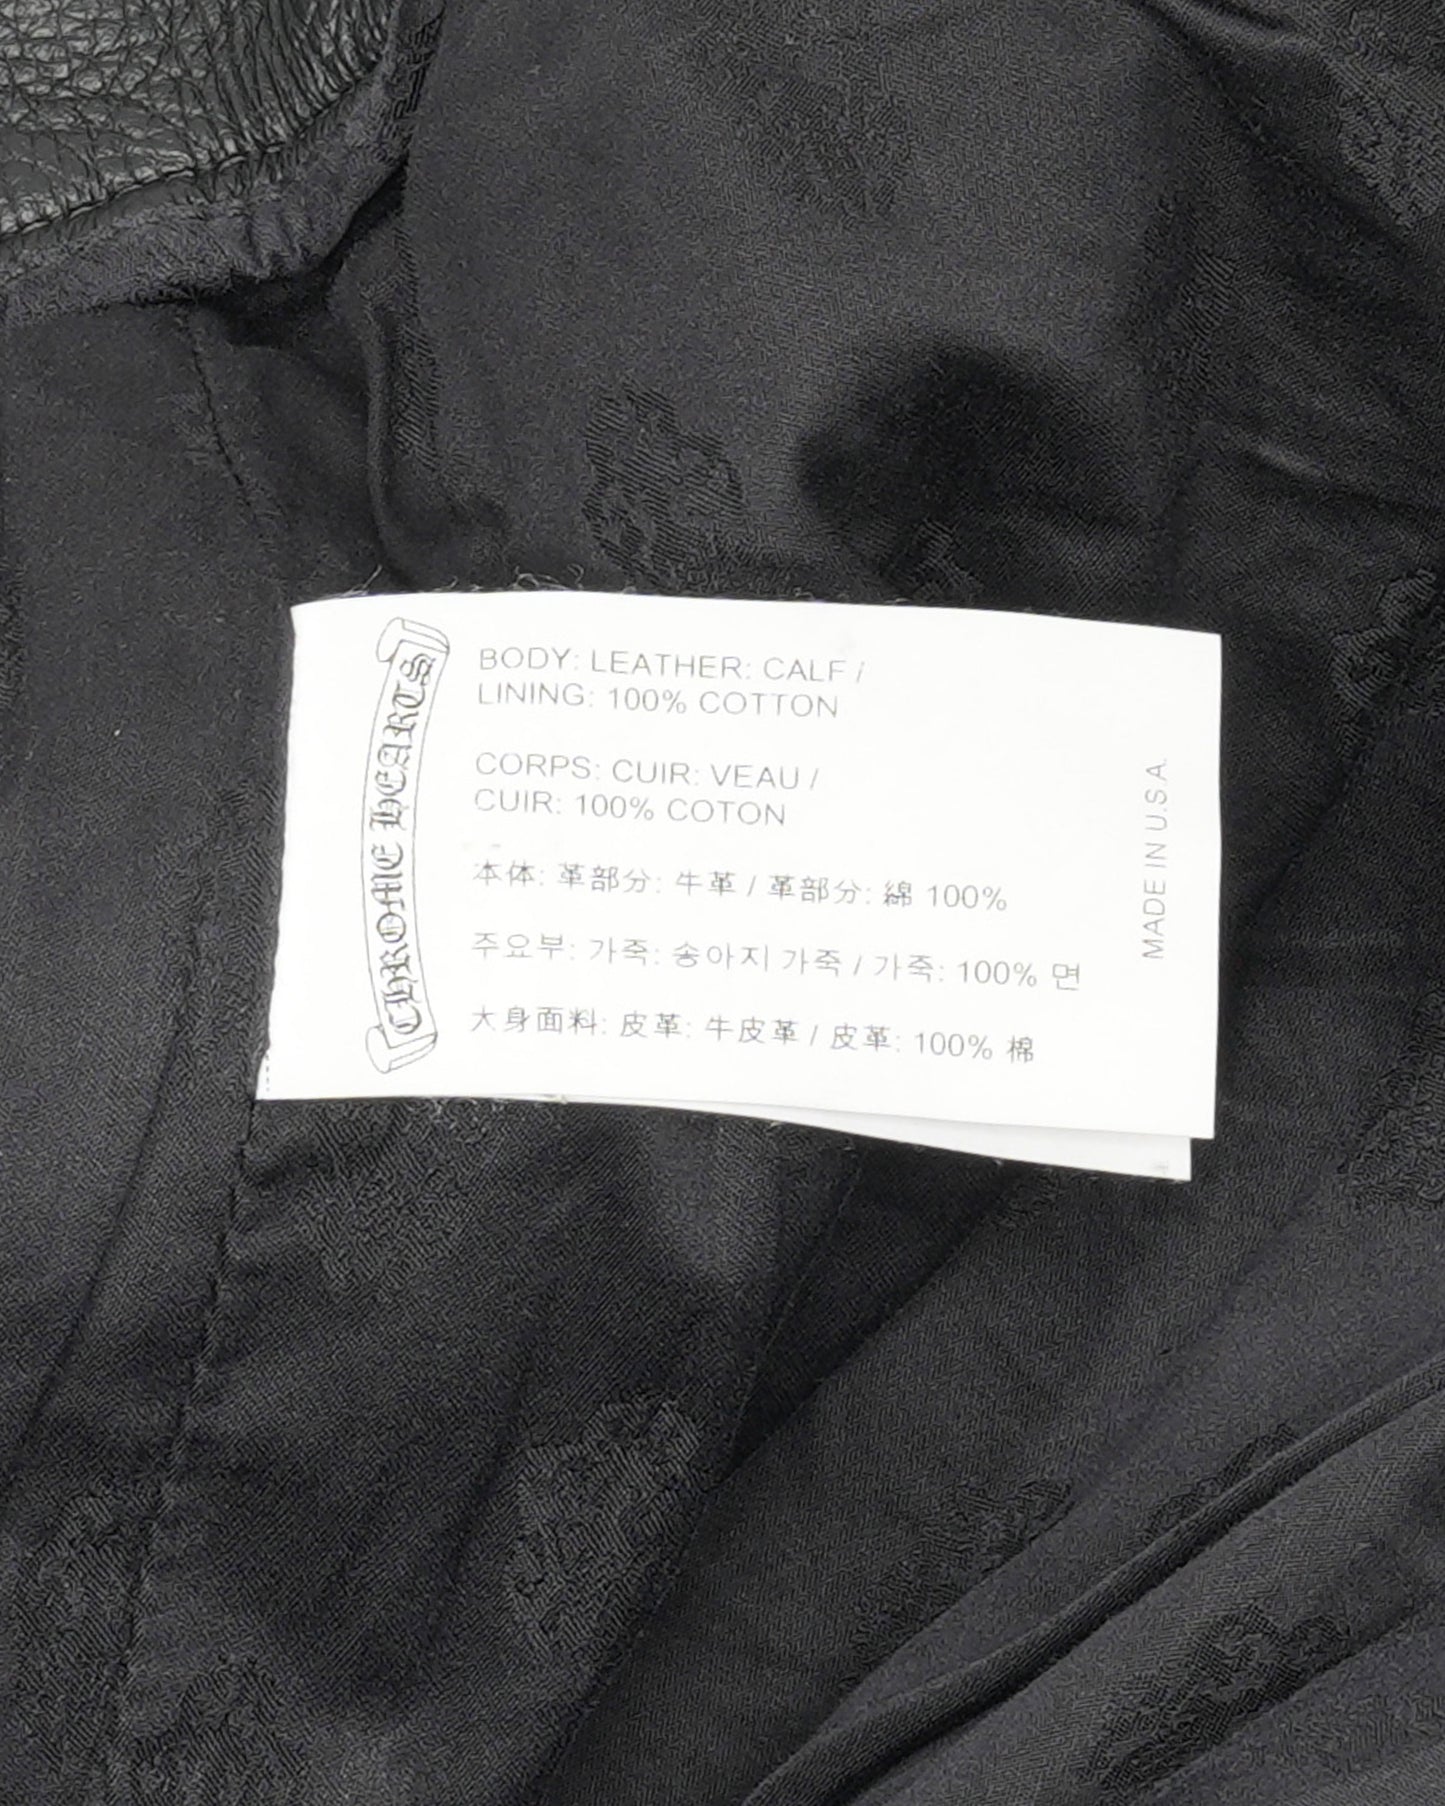 CHROME HEARTS
BODY: LEATHER: CALF /
LINING: 100% COTTON
CORPS: CUIR: VEAU /
CUIR: 100% COTON
本体: 革部分: 牛革 / 革部分: 綿 100%
주요부: 가죽: 송아지 가죽 / 가죽: 100% 면
大身面料: 皮革: 牛皮革 / 皮革: 100% 棉
MADE IN U.S.A.